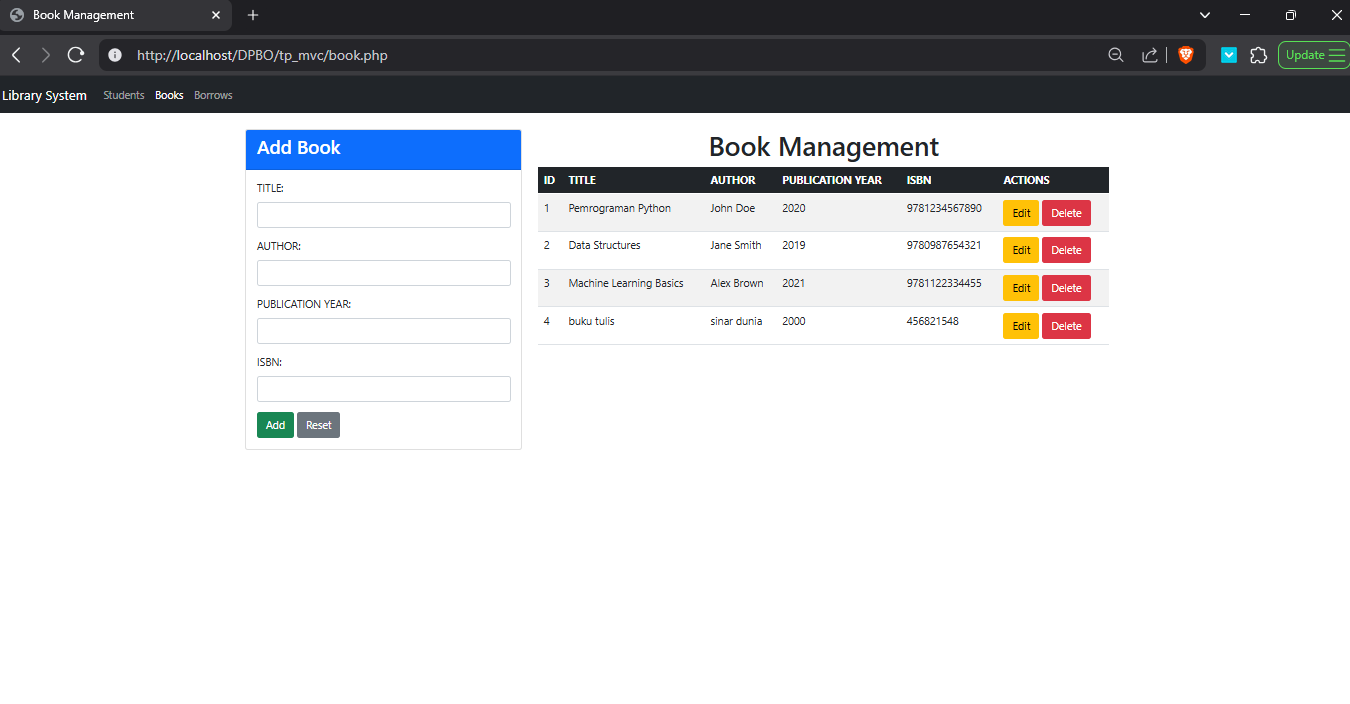 Book Management
http://localhost/DPBO/tp_mvc/book.php
Update
Library System Students Books Borrows
Add Book
TITLE:
AUTHOR:
PUBLICATION YEAR:
ISBN:
Add Reset
Book Management
ID TITLE AUTHOR PUBLICATION YEAR ISBN ACTIONS
1 Pemrograman Python John Doe 2020 9781234567890 Edit Delete
2 Data Structures Jane Smith 2019 9780987654321 Edit Delete
3 Machine Learning Basics Alex Brown 2021 9781122334455 Edit Delete
4 buku tulis sinar dunia 2000 456821548 Edit Delete